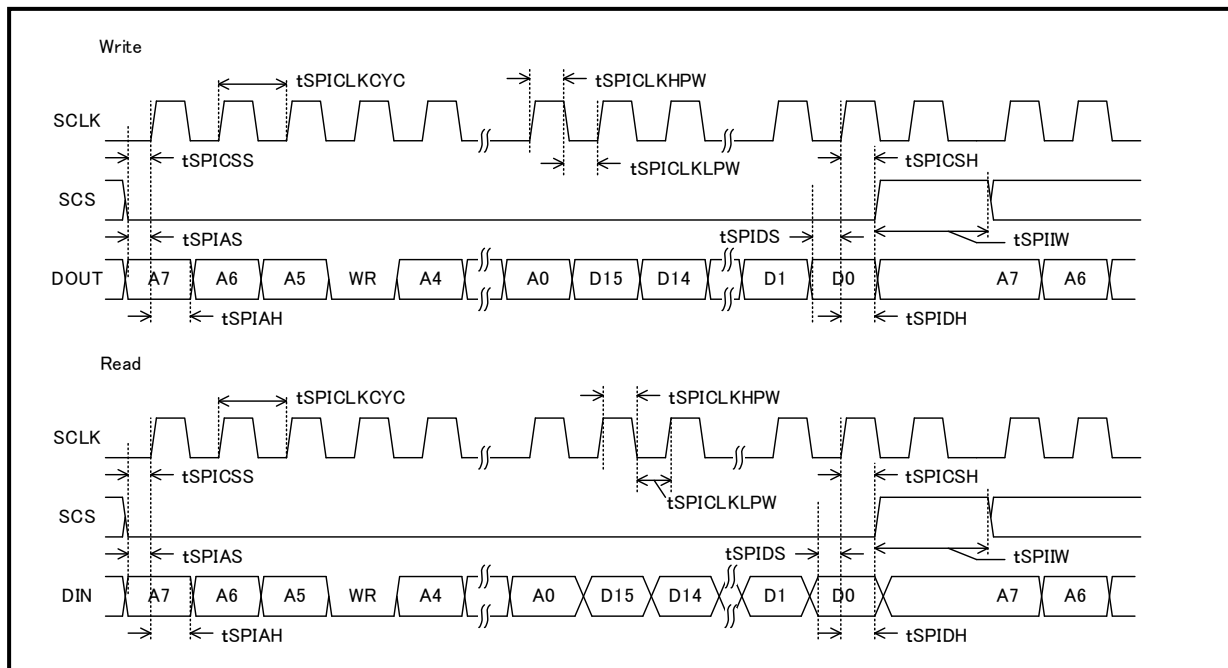 Write
tSPICLKCYC
tSPICLKHPW
SCLK
tSPICSS
tSPICLKLPW
tSPICSH
SCS
tSPIAS
tSPIDS
tSPIIW
DOUT A7 A6 A5 WR A4 A0 D15 D14 D1 D0 A7 A6
tSPIAH
tSPIDH
Read
tSPICLKCYC
tSPICLKHPW
SCLK
tSPICSS
tSPICSH
tSPICLKLPW
SCS
tSPIAS
tSPIDS
tSPIIW
DIN A7 A6 A5 WR A4 A0 D15 D14 D1 D0 A7 A6
tSPIAH
tSPIDH